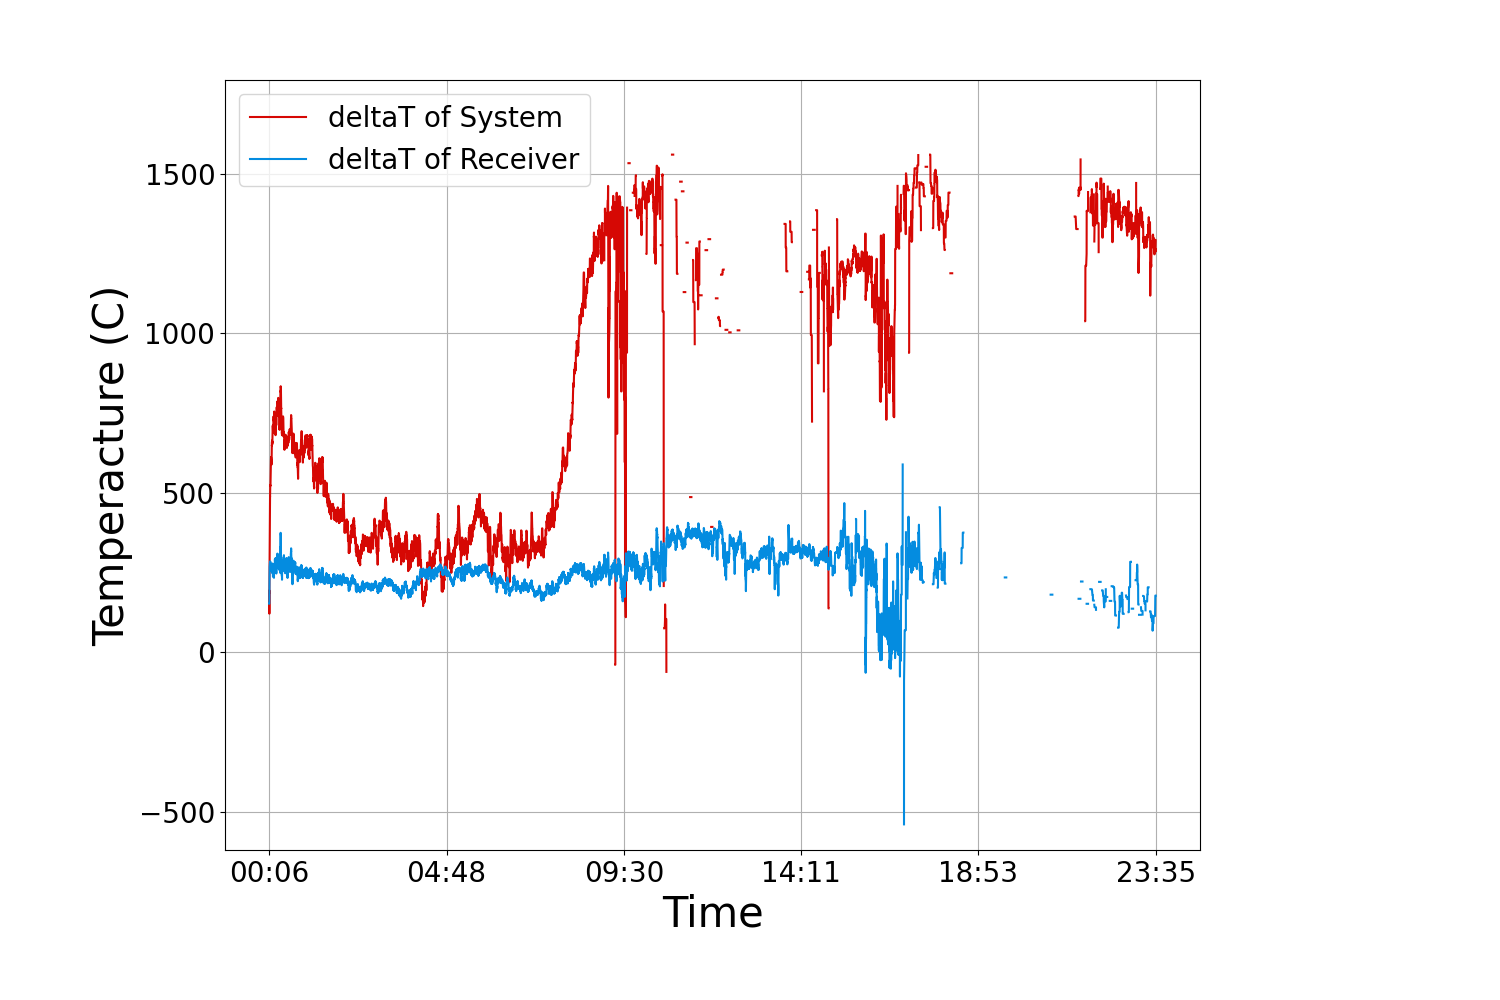 deltaT of System
deltaT of Receiver
1500
1000
500
0
−500
Temperacture (C)
00:06 04:48 09:30 14:11 18:53 23:35
Time